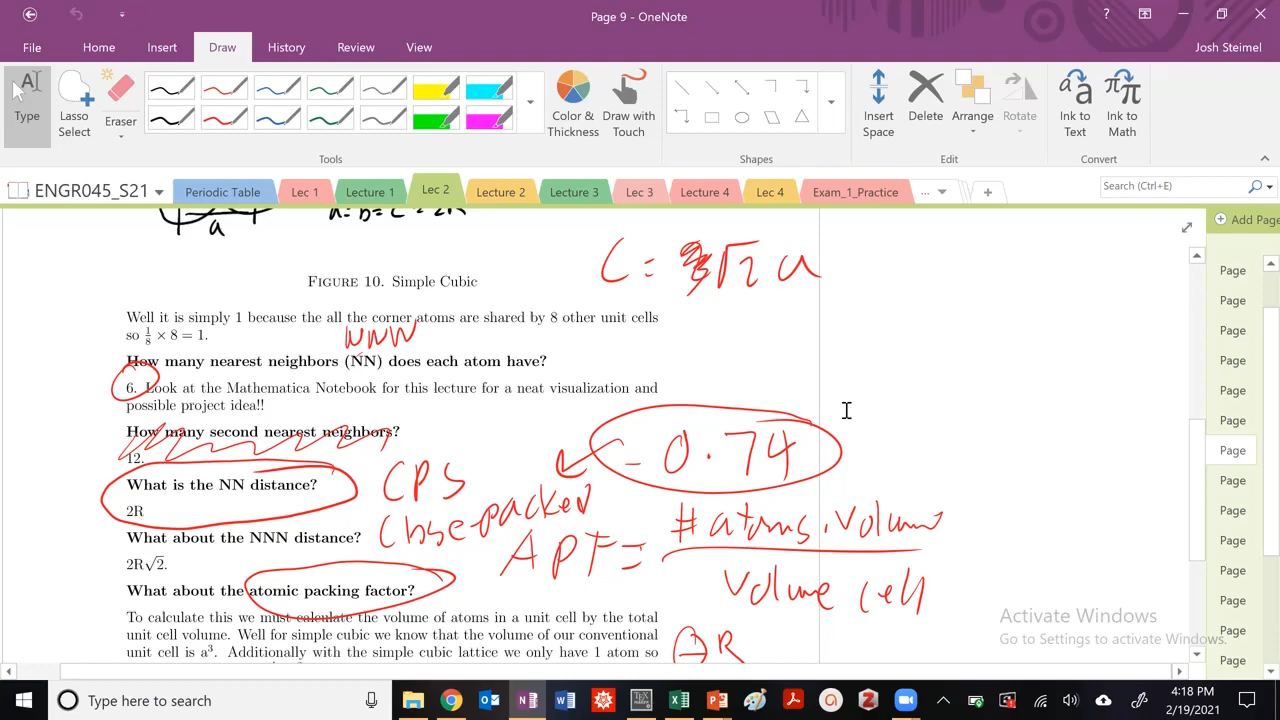 Page 9 - OneNote
?
File
Home
Insert
Draw
History
Review
View
Josh Steimel
Type
Lasso Select
Eraser
Color & Thickness
Draw with Touch
Insert Space
Delete
Arrange
Rotate
Ink to Text
Ink to Math
Tools
Shapes
Edit
Convert
ENGR045_S21
Periodic Table
Lec 1
Lecture 1
Lec 2
Lecture 2
Lecture 3
Lec 3
Lecture 4
Lec 4
Exam_1_Practice
...
Search (Ctrl+E)
Add Page
a
a = b = c = 2R
C = √2 a
FIGURE 10. Simple Cubic
Well it is simply 1 because the all the corner atoms are shared by 8 other unit cells
so 1/8 × 8 = 1.
NNN
How many nearest neighbors (NN) does each atom have?
6. Look at the Mathematica Notebook for this lecture for a neat visualization and
possible project idea!!
How many second nearest neighbors?
12.
= 0.74
What is the NN distance?
CPS
2R
Close-packed
What about the NNN distance?
2R√2.
APF = # atoms . volume
volume cell
What about the atomic packing factor?
To calculate this we must calculate the volume of atoms in a unit cell by the total
unit cell volume. Well for simple cubic we know that the volume of our conventional
unit cell is a³. Additionally with the simple cubic lattice we only have 1 atom so
R
Page
Page
Page
Page
Page
Page
Page
Page
Page
Page
Page
Page
Page
Page
Activate Windows
Go to Settings to activate Windows.
Type here to search
4:18 PM
2/19/2021